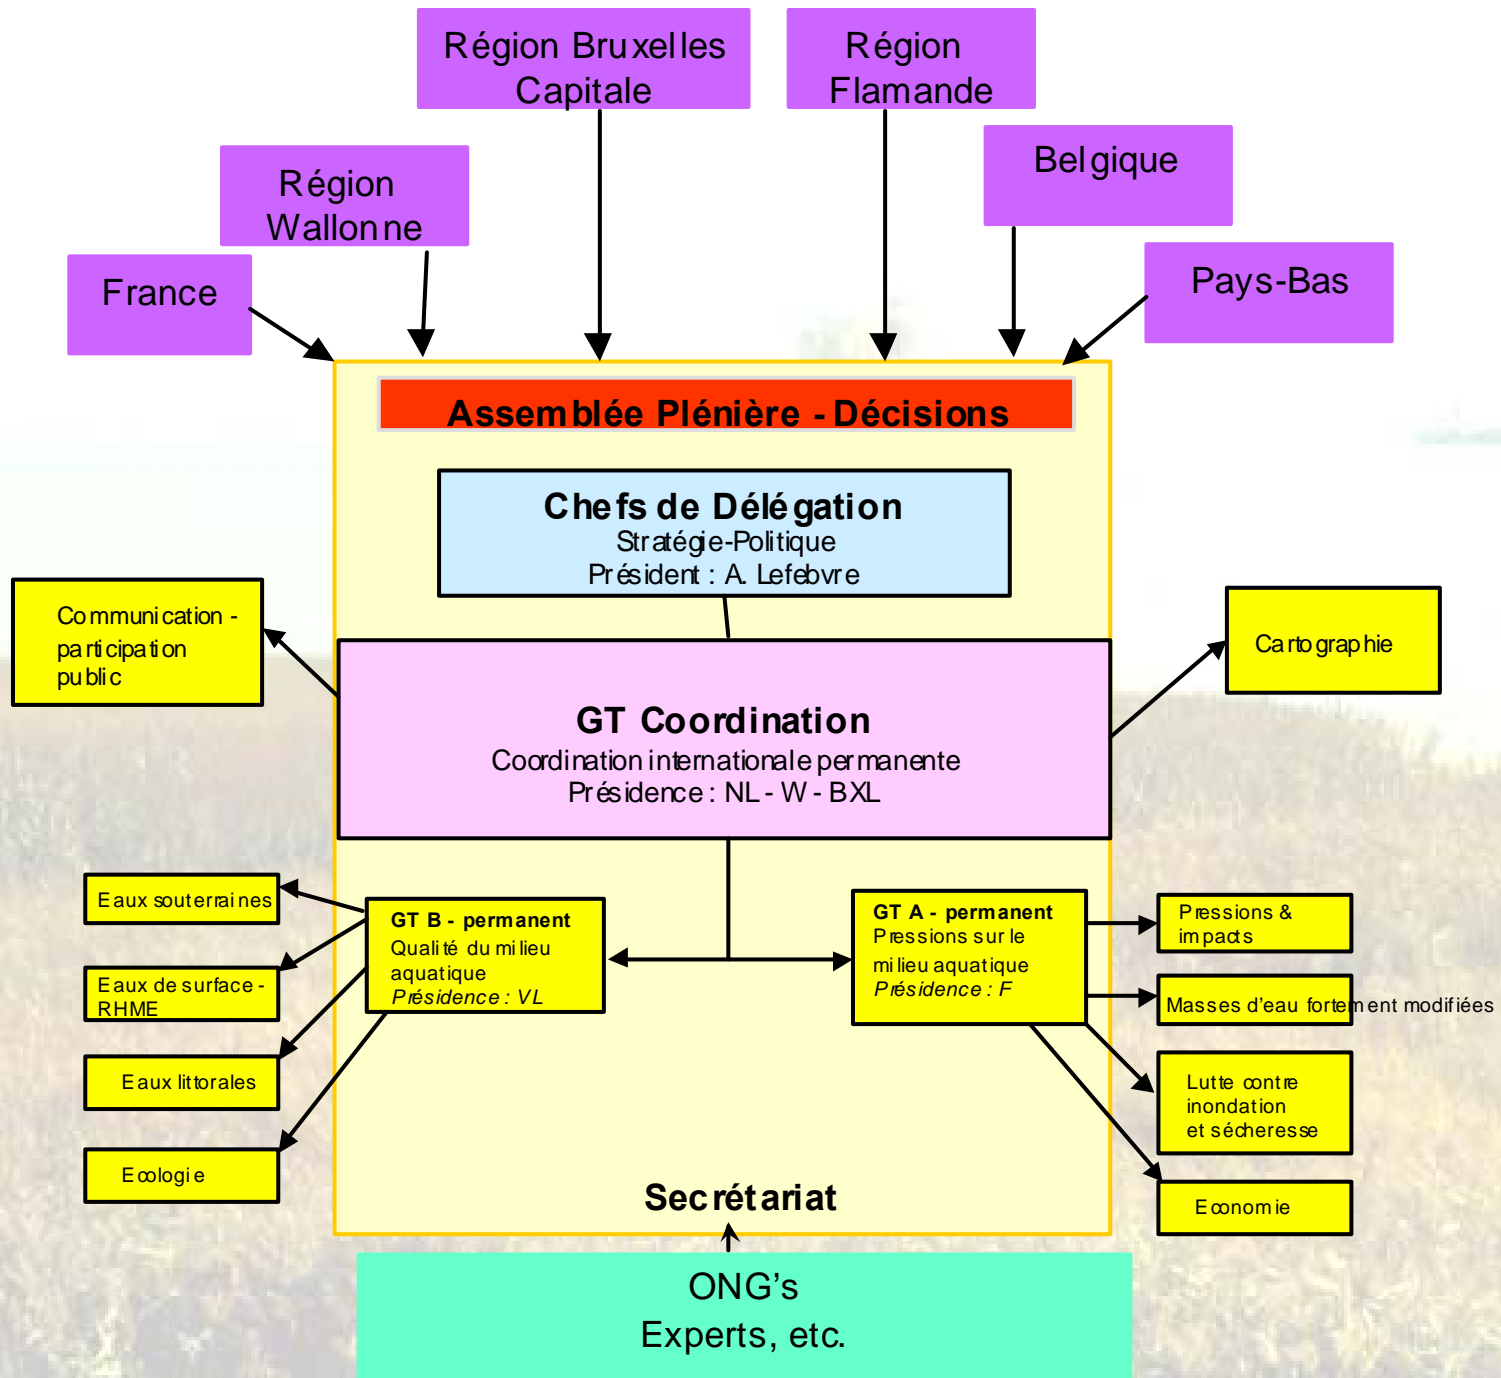 Région Bruxelles
Capitale
Région
Flamande
Région
Wallonne
Belgique
France
Pays-Bas
Assemblée Plénière - Décisions
Chefs de Délégation
Stratégie-Politique
Président : A. Lefebvre
Communication -
participation
public
Cartographie
GT Coordination
Coordination internationale permanente
Présidence : NL - W - BXL
Eaux souterraines
Eaux de surface -
RHME
Eaux littorales
Ecologie
GT B - permanent
Qualité du milieu
aquatique
Présidence : VL
GT A - permanent
Pressions sur le
milieu aquatique
Présidence : F
Pressions &
impacts
Masses d'eau fortement modifiées
Lutte contre
inondation
et sécheresse
Economie
Secrétariat
ONG's
Experts, etc.